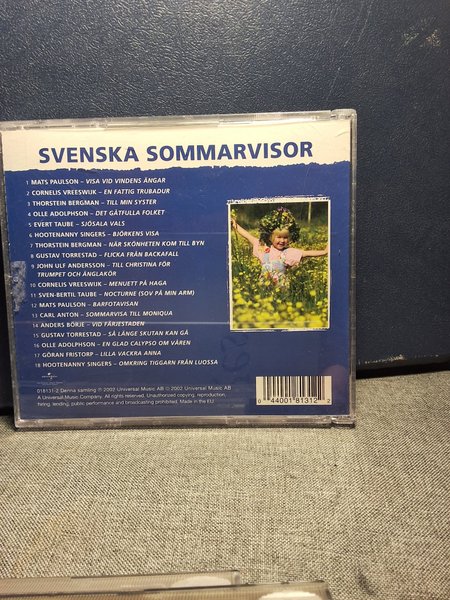 SVENSKA SOMMARVISOR
1 MATS PAULSON – VISA VID VINDENS ÄNGAR
2 CORNELIS VREESWIJK – EN FATTIG TRUBADUR
3 THORSTEIN BERGMAN – TILL MIN SYSTER
4 OLLE ADOLPHSON – DET GÅTFULLA FOLKET
5 EVERT TAUBE – SJÖSALA VALS
6 HOOTENANNY SINGERS – BJÖRKENS VISA
7 THORSTEIN BERGMAN – NÄR SKÖNHETEN KOM TILL BYN
8 GUSTAV TORRESTAD – FLICKA FRÅN BACKAFALL
9 JOHN ULF ANDERSSON – TILL CHRISTINA FÖR
TRUMPET OCH ÄNGLAKÖR
10 CORNELIS VREESWIJK – MENUETT PÅ HAGA
11 SVEN-BERTIL TAUBE – NOCTURNE (SOV PÅ MIN ARM)
12 MATS PAULSON – BARFOTAVISAN
13 CARL ANTON – SOMMARVISA TILL MONIQUA
14 ANDERS BÖRJE – VID FÄRJESTADEN
15 GUSTAV TORRESTAD – SÅ LÄNGE SKUTAN KAN GÅ
16 OLLE ADOLPHSON – EN GLAD CALYPSO OM VÅREN
17 GÖRAN FRISTORP – LILLA VACKRA ANNA
18 HOOTENANNY SINGERS – OMKRING TIGGARN FRÅN LUOSSA
018131-2 Denna samling ℗ 2002 Universal Music AB © 2002 Universal Music AB
A Universal Music Company. All rights reserved. Unauthorized copying, reproduction,
hiring, lending, public performance and broadcasting prohibited. Made in the EU
0 44001 81312 2